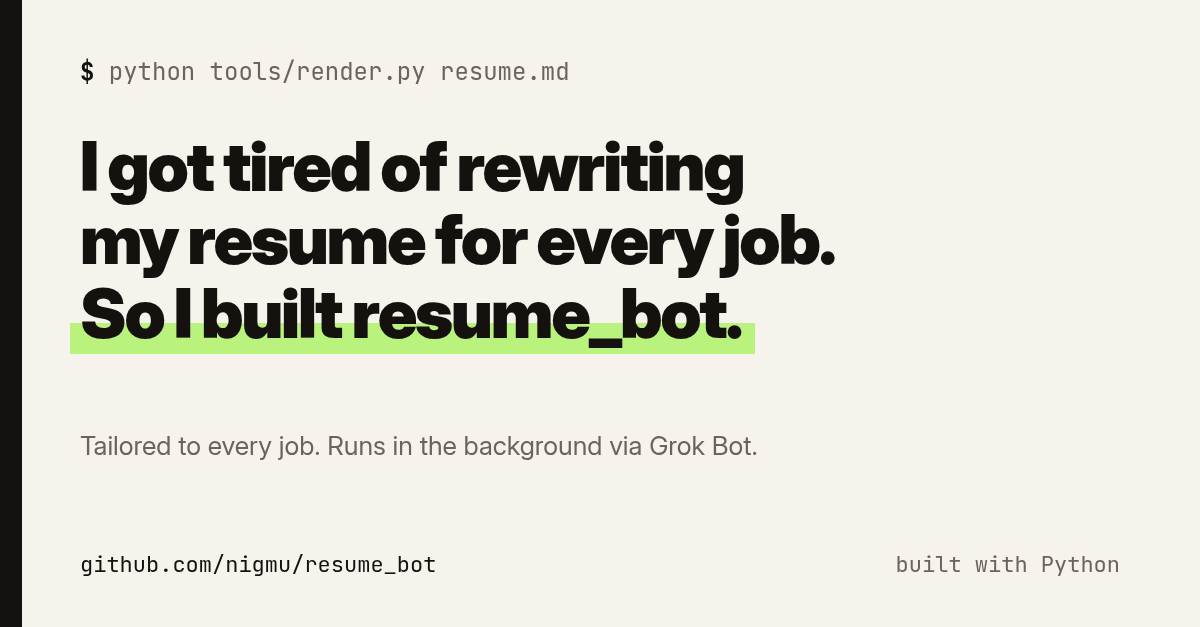 $ python tools/render.py resume.md
I got tired of rewriting
my resume for every job.
So I built resume_bot.
Tailored to every job. Runs in the background via Grok Bot.
github.com/nigmu/resume_bot
built with Python